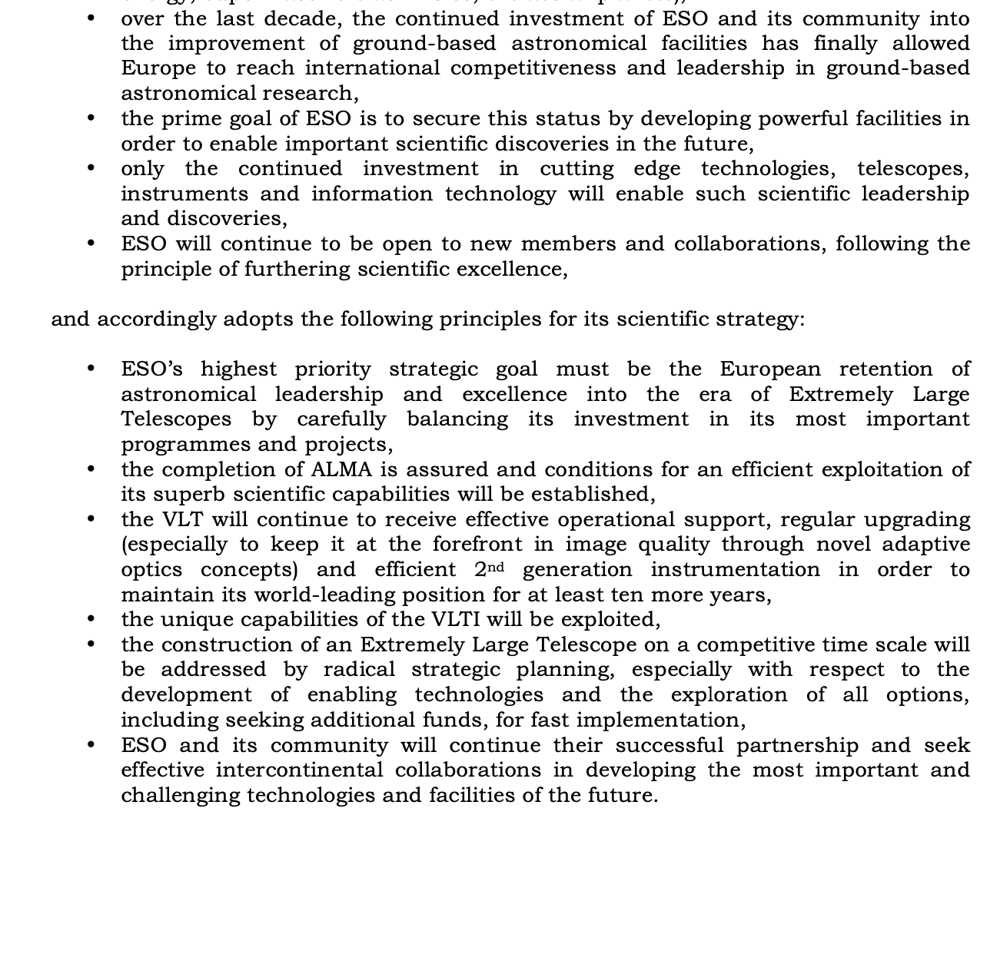 • over the last decade, the continued investment of ESO and its community into
the improvement of ground-based astronomical facilities has finally allowed
Europe to reach international competitiveness and leadership in ground-based
astronomical research,
• the prime goal of ESO is to secure this status by developing powerful facilities in
order to enable important scientific discoveries in the future,
• only the continued investment in cutting edge technologies, telescopes,
instruments and information technology will enable such scientific leadership
and discoveries,
• ESO will continue to be open to new members and collaborations, following the
principle of furthering scientific excellence,
and accordingly adopts the following principles for its scientific strategy:
• ESO’s highest priority strategic goal must be the European retention of
astronomical leadership and excellence into the era of Extremely Large
Telescopes by carefully balancing its investment in its most important
programmes and projects,
• the completion of ALMA is assured and conditions for an efficient exploitation of
its superb scientific capabilities will be established,
• the VLT will continue to receive effective operational support, regular upgrading
(especially to keep it at the forefront in image quality through novel adaptive
optics concepts) and efficient 2nd generation instrumentation in order to
maintain its world-leading position for at least ten more years,
• the unique capabilities of the VLTI will be exploited,
• the construction of an Extremely Large Telescope on a competitive time scale will
be addressed by radical strategic planning, especially with respect to the
development of enabling technologies and the exploration of all options,
including seeking additional funds, for fast implementation,
• ESO and its community will continue their successful partnership and seek
effective intercontinental collaborations in developing the most important and
challenging technologies and facilities of the future.